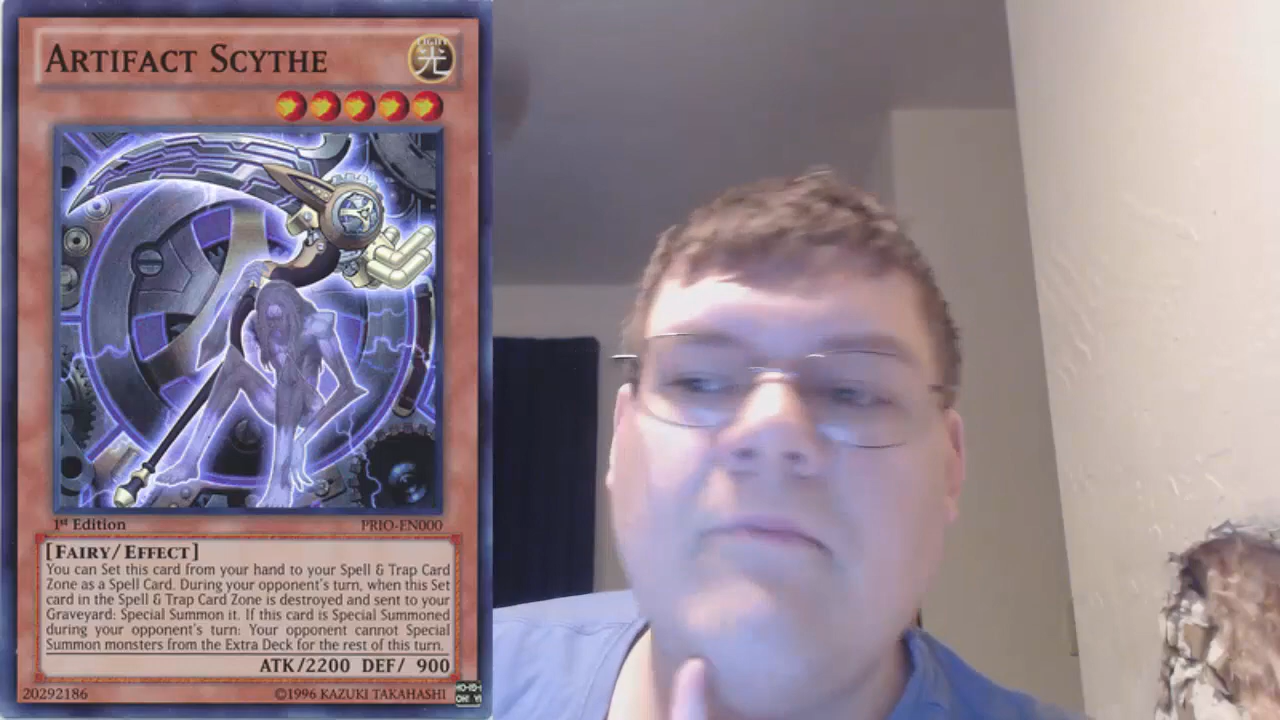 ARTIFACT SCYTHE
LIGHT
光
1st Edition
PRIO-EN000
[FAIRY/EFFECT]
You can Set this card from your hand to your Spell & Trap Card
Zone as a Spell Card. During your opponent's turn, when this Set
card in the Spell & Trap Card Zone is destroyed and sent to your
Graveyard: Special Summon it. If this card is Special Summoned
during your opponent's turn: Your opponent cannot Special
Summon monsters from the Extra Deck for the rest of this turn.
ATK/2200 DEF/ 900
20292186
©1996 KAZUKI TAKAHASHI